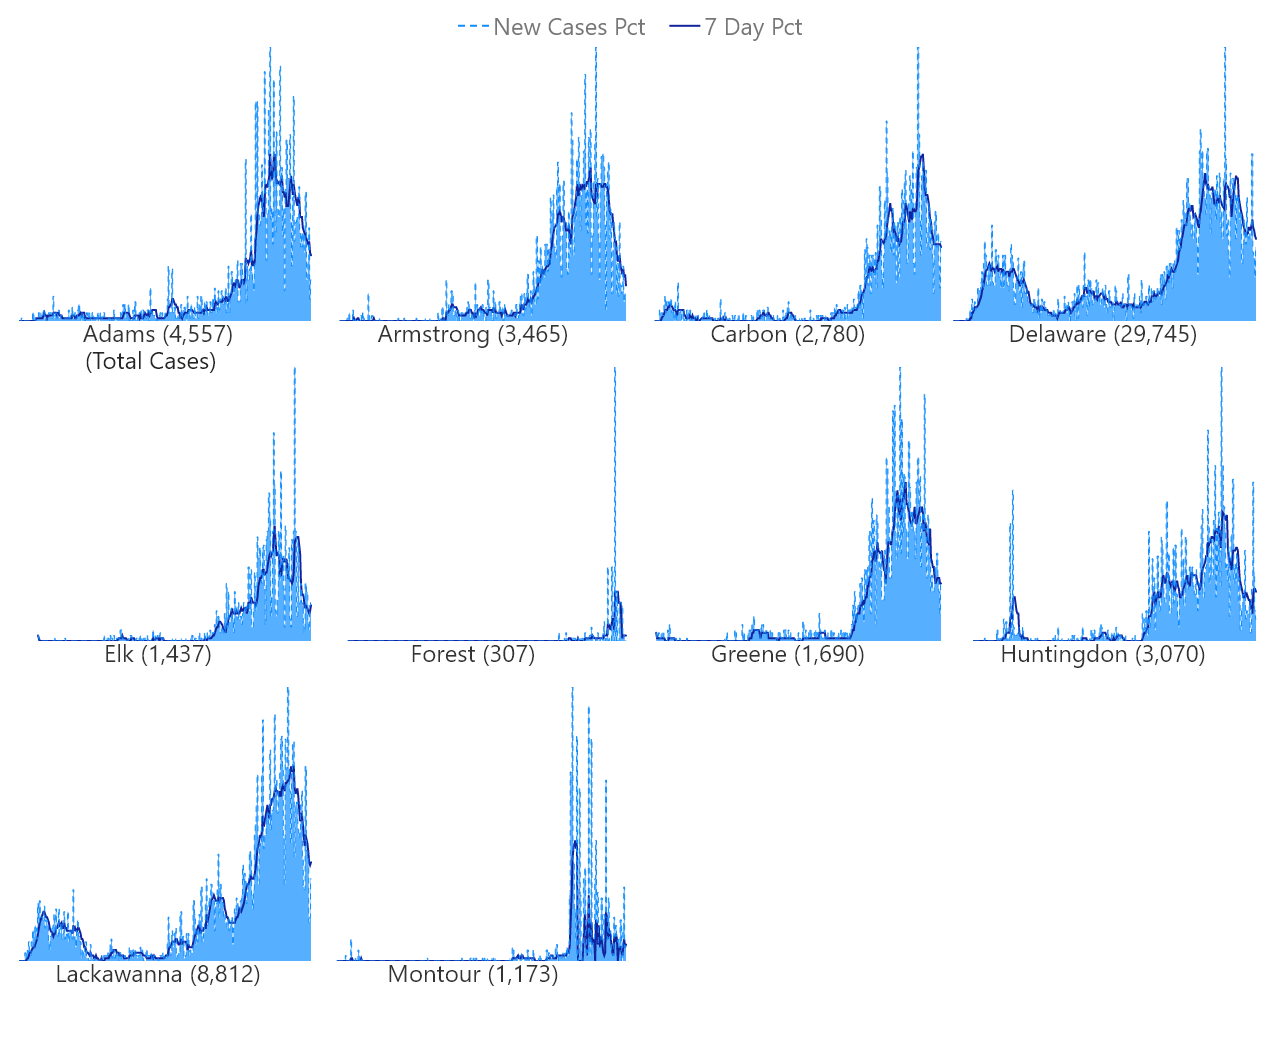 New Cases Pct 7 Day Pct
Adams (4,557) Armstrong (3,465) Carbon (2,780) Delaware (29,745)
(Total Cases)
Elk (1,437) Forest (307) Greene (1,690) Huntingdon (3,070)
Lackawanna (8,812) Montour (1,173)